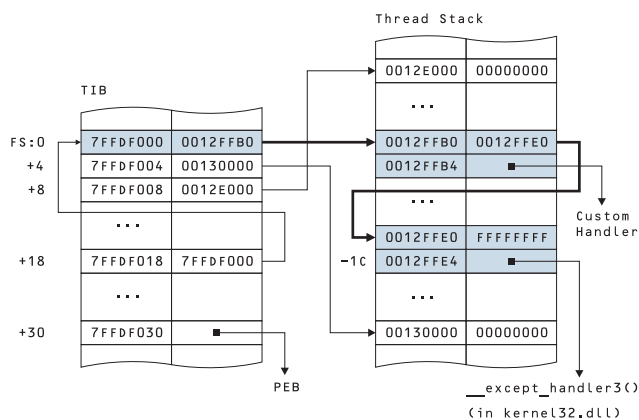 Thread Stack
0012E000 00000000
TIB
...
FS:0 7FFDF000 0012FFB0 0012FFB0 0012FFE0
+4 7FFDF004 00130000 0012FFB4
+8 7FFDF008 0012E000
... ...
Custom
Handler
0012FFE0 FFFFFFFF
+18 7FFDF018 7FFDF000 -1C 0012FFE4
... ...
+30 7FFDF030 00130000 00000000
PEB
__except_handler3()
(in kernel32.dll)